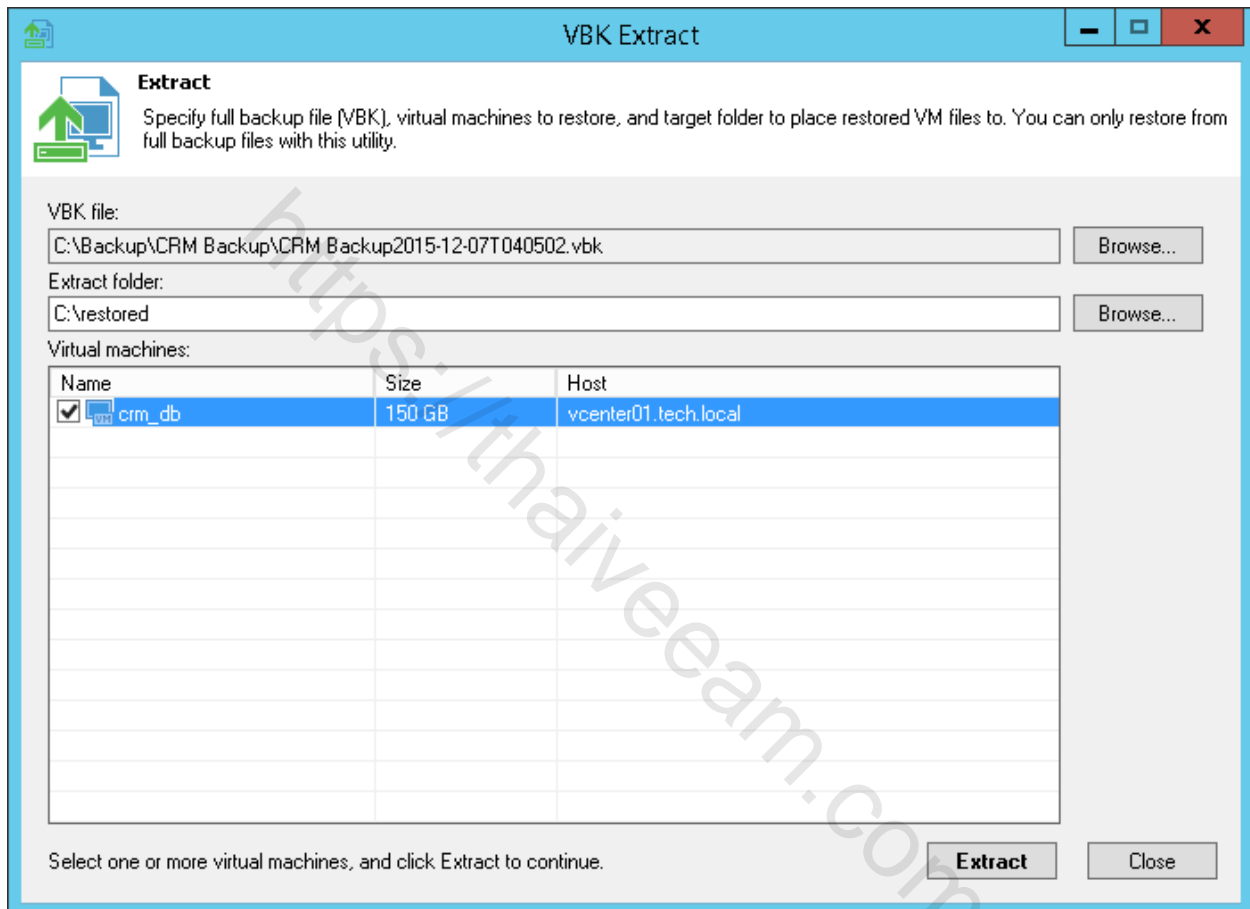 VBK Extract
Extract
Specify full backup file (VBK), virtual machines to restore, and target folder to place restored VM files to. You can only restore from
full backup files with this utility.
VBK file:
C:\Backup\CRM Backup\CRM Backup2015-12-07T040502.vbk
Browse...
Extract folder:
C:\restored
Browse...
Virtual machines:
Name Size Host
VM crm_db 150 GB vcenter01.tech.local
https://thaiveeam.com
Select one or more virtual machines, and click Extract to continue.
Extract
Close